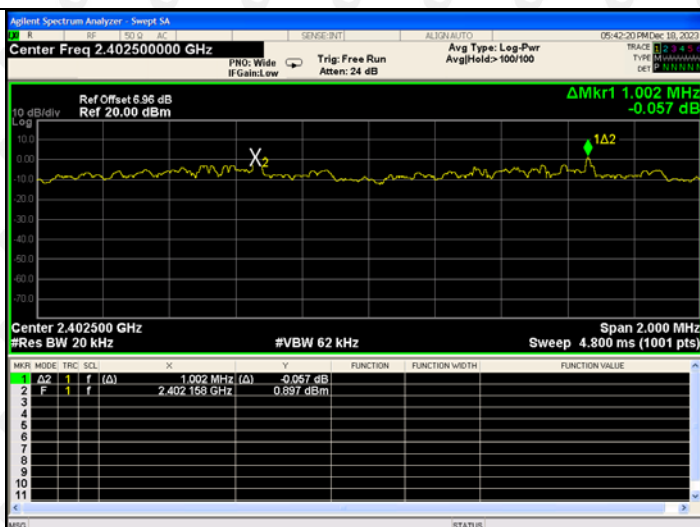 Agilent Spectrum Analyzer - Swept SA
LXI R RF 50 Ω AC SENSE:INT ALIGN AUTO 05:42:20 PM Dec 18, 2023
Center Freq 2.402500000 GHz
PNO: Wide
IFGain:Low
Trig: Free Run
Atten: 24 dB
Avg Type: Log-Pwr
Avg|Hold:>100/100
TRACE 1 2 3 4 5 6
TYPE M W W W W W
DET P N N N N N
ΔMkr1 1.002 MHz
-0.057 dB
Ref Offset 6.96 dB
10 dB/div Ref 20.00 dBm
Log
1Δ2
X2
10.0
0.00
-10.0
-20.0
-30.0
-40.0
-50.0
-60.0
-70.0
Center 2.402500 GHz Span 2.000 MHz
#Res BW 20 kHz #VBW 62 kHz Sweep 4.800 ms (1001 pts)
MKR MODE TRC SCL X Y FUNCTION FUNCTION WIDTH FUNCTION VALUE
1 Δ2 1 f (Δ) 1.002 MHz (Δ) -0.057 dB
2 F 1 f 2.402 158 GHz 0.897 dBm
3
4
5
6
7
8
9
10
11
MSG STATUS